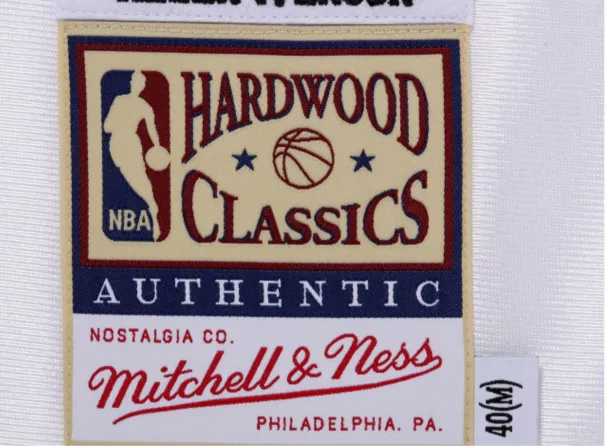 HARDWOOD
CLASSICS
NBA
AUTHENTIC
NOSTALGIA CO.
Mitchell & Ness
PHILADELPHIA. PA.
40(M)